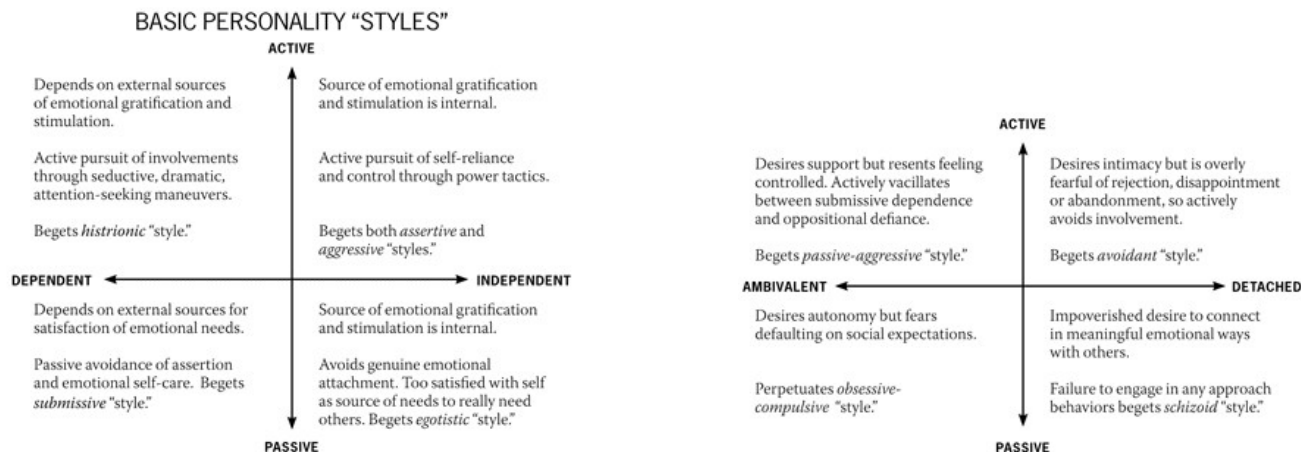 BASIC PERSONALITY “STYLES”
ACTIVE
Depends on external sources
of emotional gratification and
stimulation.
Active pursuit of involvements
through seductive, dramatic,
attention-seeking maneuvers.
Begets histrionic “style.”
Source of emotional gratification
and stimulation is internal.
Active pursuit of self-reliance
and control through power tactics.
Begets both assertive and
aggressive “styles.”
DEPENDENT
INDEPENDENT
Depends on external sources for
satisfaction of emotional needs.
Passive avoidance of assertion
and emotional self-care. Begets
submissive “style.”
Source of emotional gratification
and stimulation is internal.
Avoids genuine emotional
attachment. Too satisfied with self
as source of needs to really need
others. Begets egotistic “style.”
PASSIVE
ACTIVE
Desires support but resents feeling
controlled. Actively vacillates
between submissive dependence
and oppositional defiance.
Begets passive-aggressive “style.”
Desires intimacy but is overly
fearful of rejection, disappointment
or abandonment, so actively
avoids involvement.
Begets avoidant “style.”
AMBIVALENT
DETACHED
Desires autonomy but fears
defaulting on social expectations.
Perpetuates obsessive-
compulsive “style.”
Impoverished desire to connect
in meaningful emotional ways
with others.
Failure to engage in any approach
behaviors begets schizoid “style.”
PASSIVE